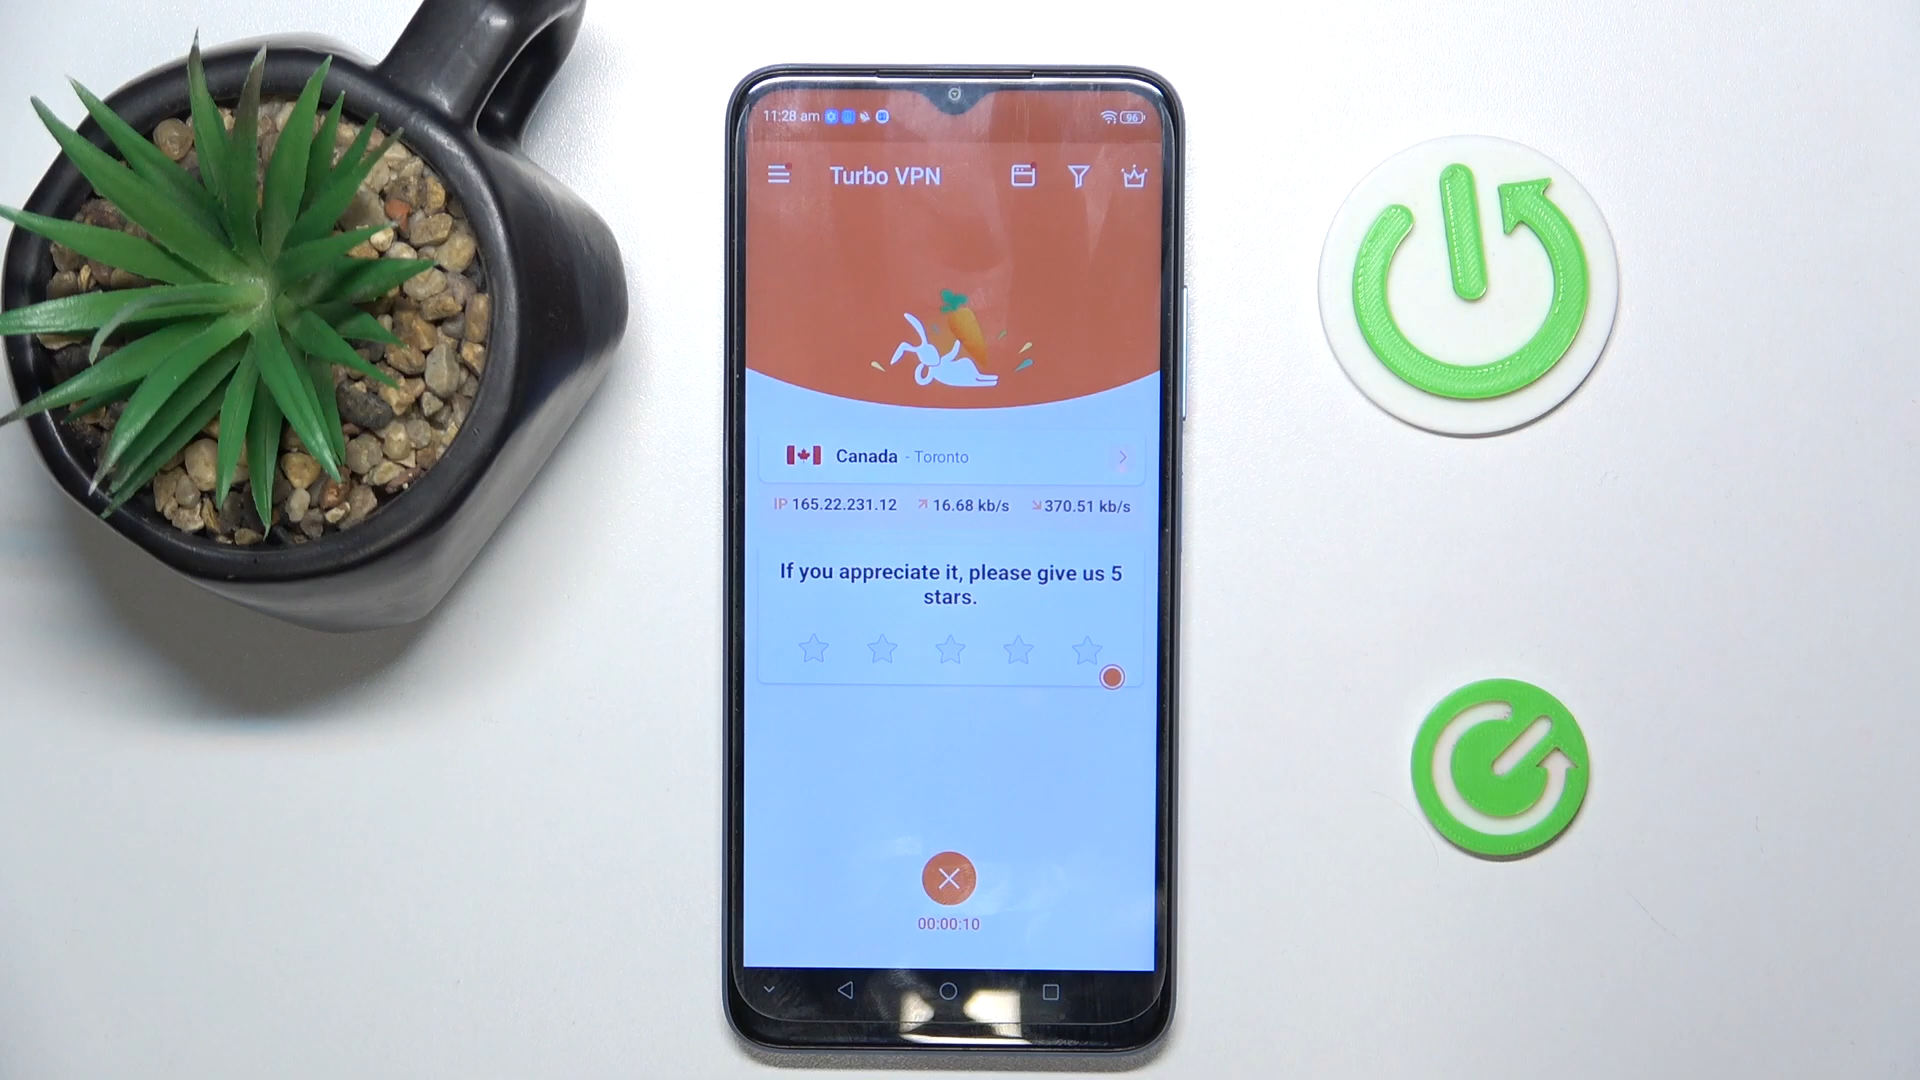 11:28 am
96
Turbo VPN
Canada - Toronto
IP 165.22.231.12 16.68 kb/s 370.51 kb/s
If you appreciate it, please give us 5
stars.
00:00:10